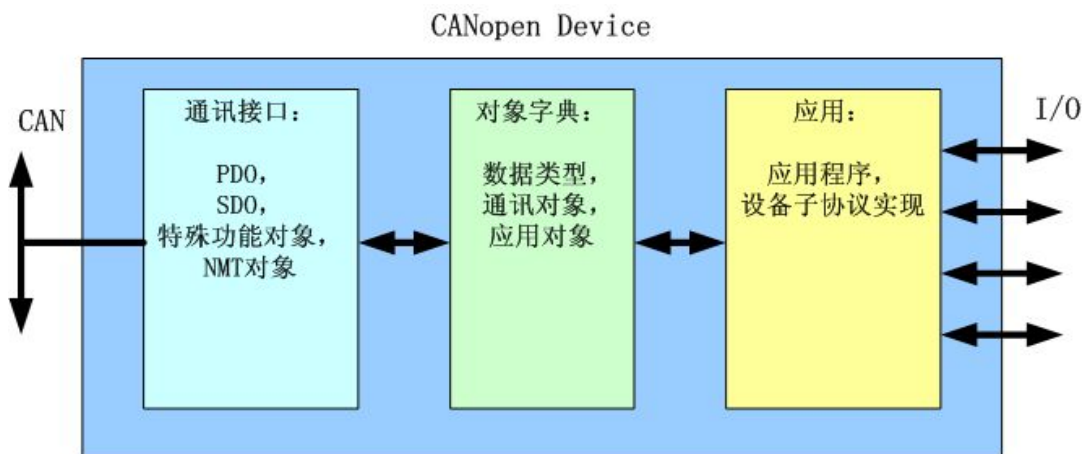 CANopen Device
CAN
通讯接口:
PDO,
SDO,
特殊功能对象,
NMT对象
对象字典:
数据类型,
通讯对象,
应用对象
应用:
应用程序,
设备子协议实现
I/O